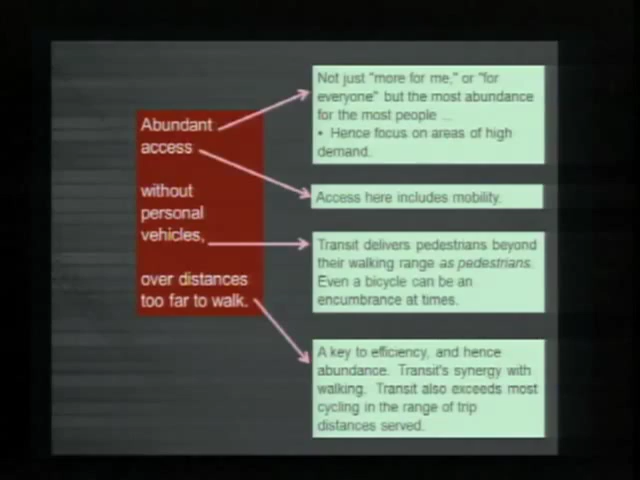 Abundant
access
without
personal
vehicles,
over distances
too far to walk.
Not just "more for me," or "for
everyone" but the most abundance
for the most people ...
• Hence focus on areas of high
demand.
Access here includes mobility.
Transit delivers pedestrians beyond
their walking range as pedestrians.
Even a bicycle can be an
encumbrance at times.
A key to efficiency, and hence
abundance. Transit's synergy with
walking. Transit also exceeds most
cycling in the range of trip
distances served.